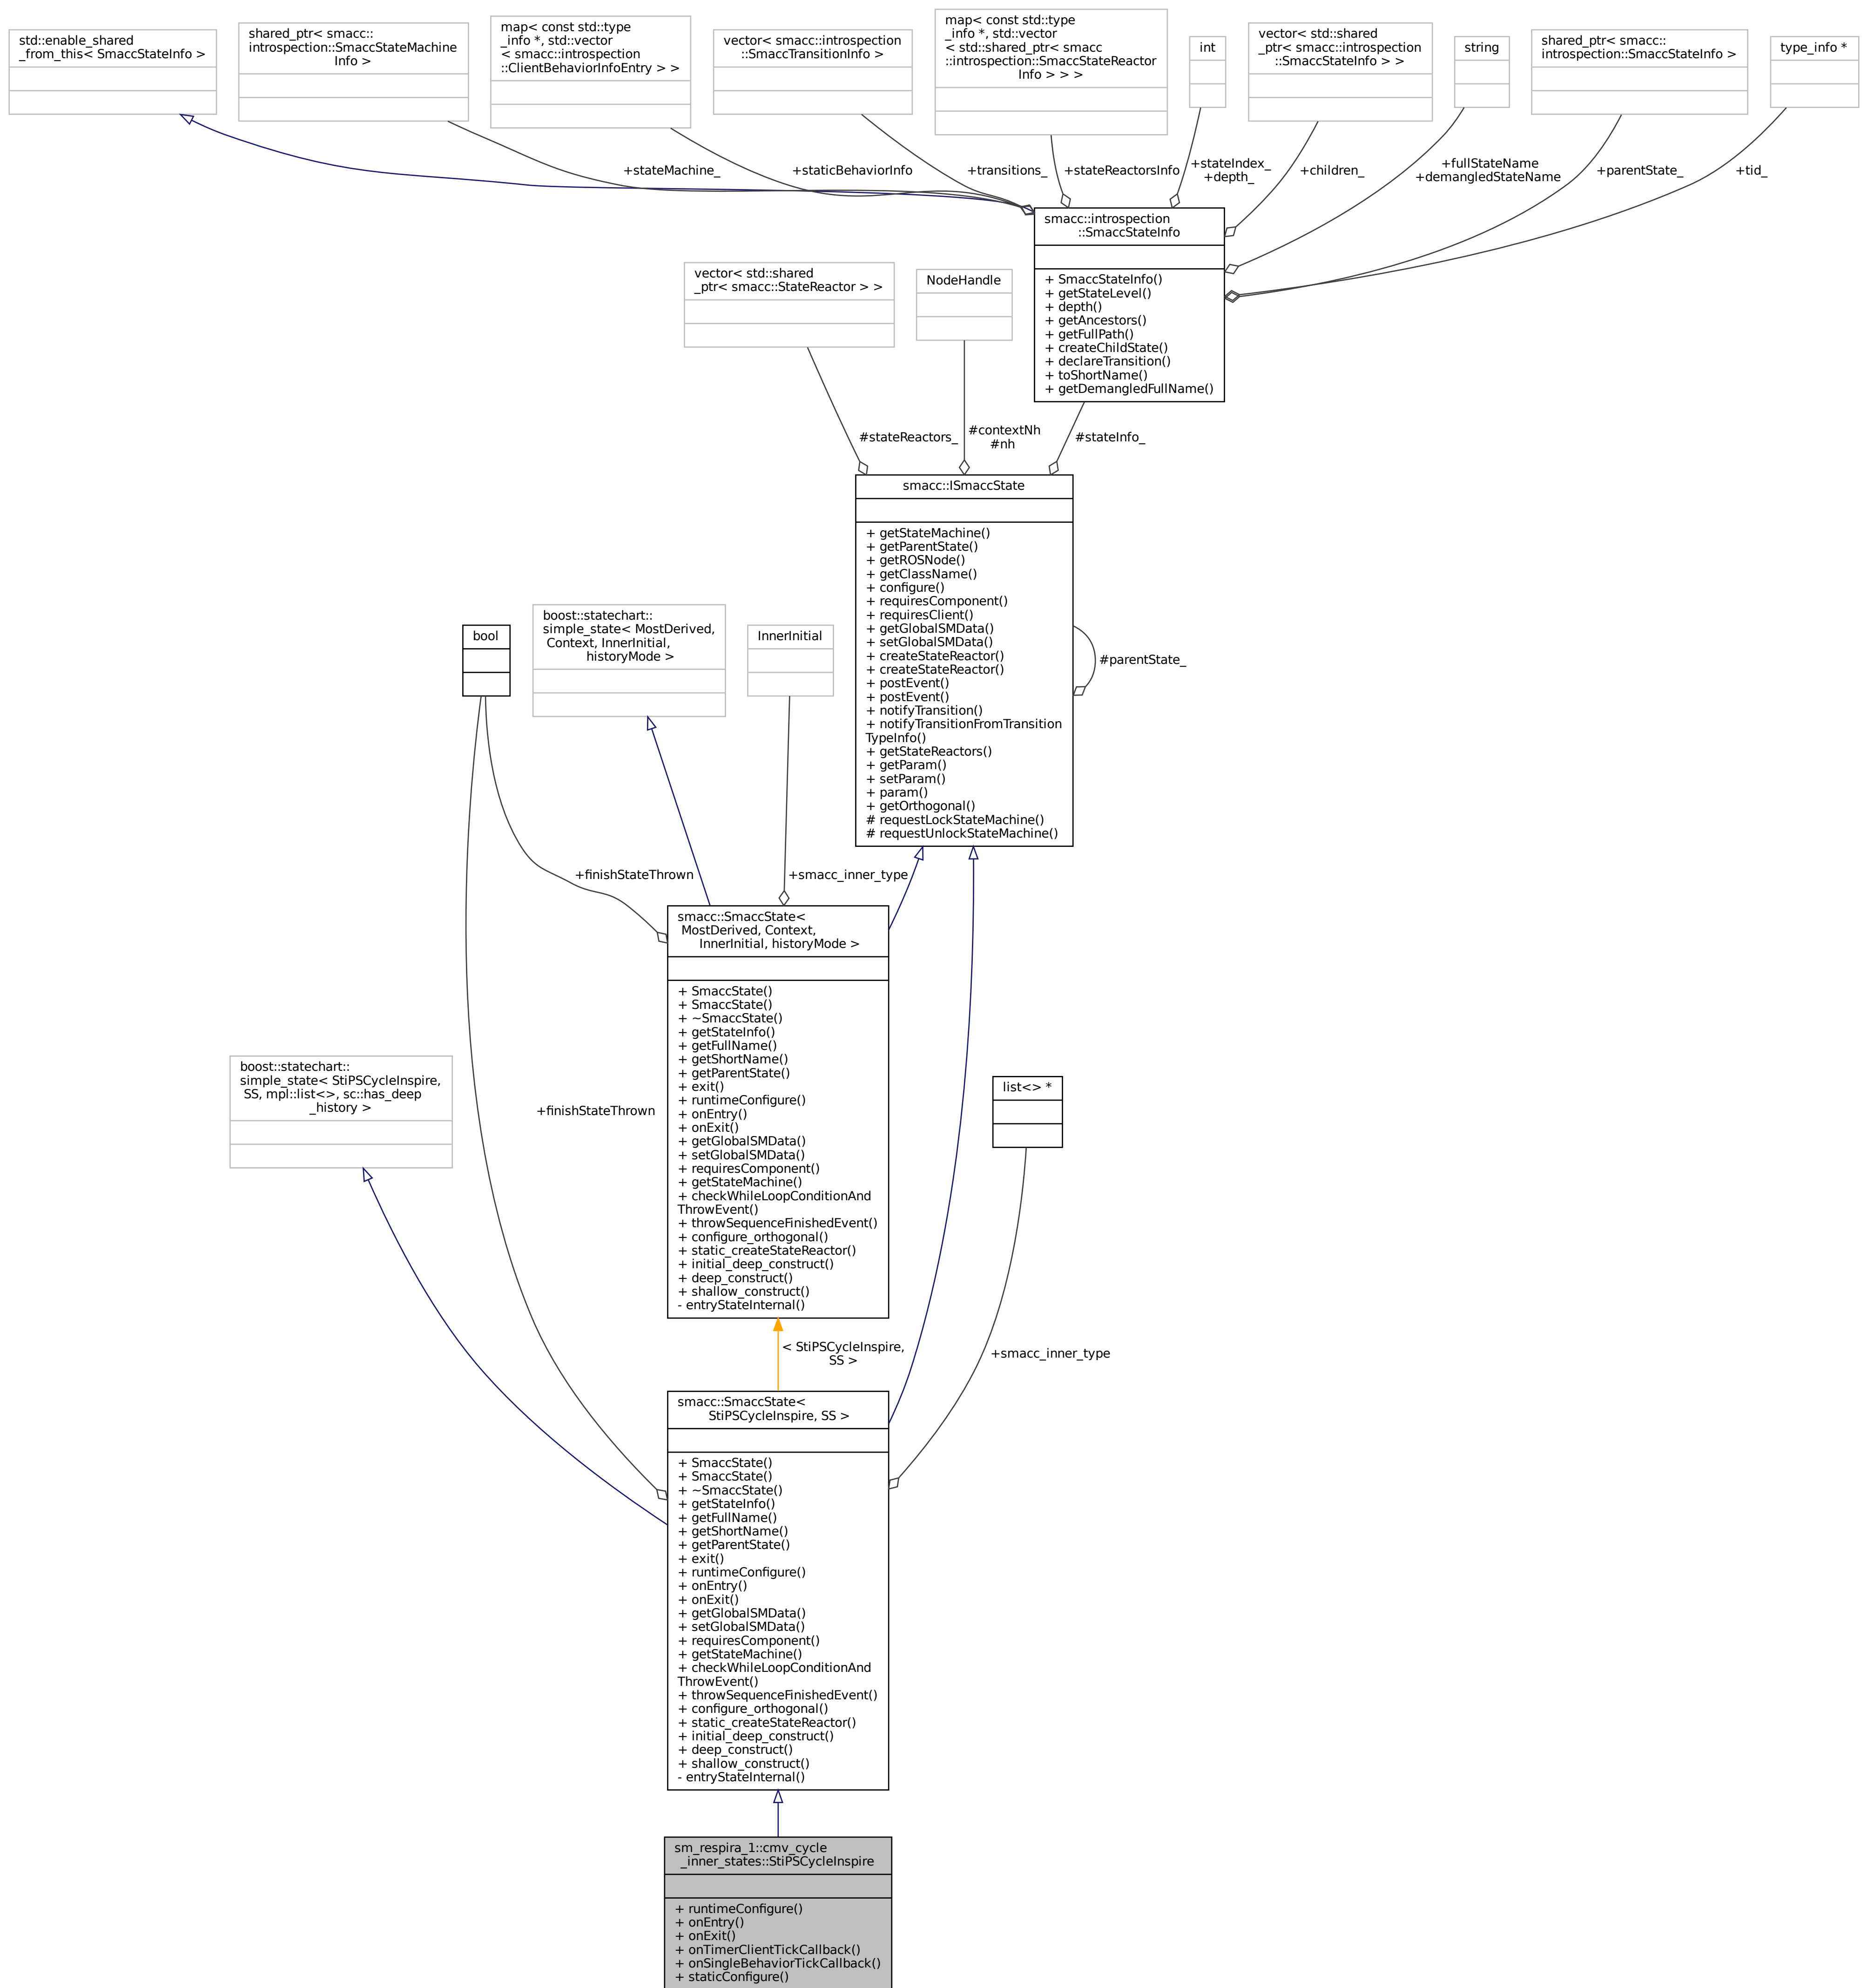 std::enable_shared
_from_this< SmaccStateInfo >
shared_ptr< smacc::
introspection::SmaccStateMachine
Info >
map< const std::type
_info *, std::vector
< smacc::introspection
::ClientBehaviorInfoEntry > >
vector< smacc::introspection
::SmaccTransitionInfo >
map< const std::type
_info *, std::vector
< std::shared_ptr< smacc
::introspection::SmaccStateReactor
Info > > >
int
vector< std::shared
_ptr< smacc::introspection
::SmaccStateInfo > >
string
shared_ptr< smacc::
introspection::SmaccStateInfo >
type_info *
+stateMachine_
+staticBehaviorInfo
+transitions_
+stateReactorsInfo
+stateIndex_
+depth_
+children_
+fullStateName
+demangledStateName
+parentState_
+tid_
smacc::introspection
::SmaccStateInfo
+ SmaccStateInfo()
+ getStateLevel()
+ depth()
+ getAncestors()
+ getFullPath()
+ createChildState()
+ declareTransition()
+ toShortName()
+ getDemangledFullName()
vector< std::shared
_ptr< smacc::StateReactor > >
NodeHandle
#stateReactors_
#contextNh
#nh
#stateInfo_
smacc::ISmaccState
+ getStateMachine()
+ getParentState()
+ getROSNode()
+ getClassName()
+ configure()
+ requiresComponent()
+ requiresClient()
+ getGlobalSMData()
+ setGlobalSMData()
+ createStateReactor()
+ createStateReactor()
+ postEvent()
+ postEvent()
+ notifyTransition()
+ notifyTransitionFromTransition
TypeInfo()
+ getStateReactors()
+ getParam()
+ setParam()
+ param()
+ getOrthogonal()
# requestLockStateMachine()
# requestUnlockStateMachine()
#parentState_
bool
boost::statechart::
simple_state< MostDerived,
Context, InnerInitial,
historyMode >
InnerInitial
+finishStateThrown
+smacc_inner_type
smacc::SmaccState<
MostDerived, Context,
InnerInitial, historyMode >
+ SmaccState()
+ SmaccState()
+ ~SmaccState()
+ getStateInfo()
+ getFullName()
+ getShortName()
+ getParentState()
+ exit()
+ runtimeConfigure()
+ onEntry()
+ onExit()
+ getGlobalSMData()
+ setGlobalSMData()
+ requiresComponent()
+ getStateMachine()
+ checkWhileLoopConditionAnd
ThrowEvent()
+ throwSequenceFinishedEvent()
+ configure_orthogonal()
+ static_createStateReactor()
+ initial_deep_construct()
+ deep_construct()
+ shallow_construct()
- entryStateInternal()
boost::statechart::
simple_state< StiPSCycleInspire,
SS, mpl::list<>, sc::has_deep
_history >
+finishStateThrown
list<> *
< StiPSCycleInspire,
SS >
+smacc_inner_type
smacc::SmaccState<
StiPSCycleInspire, SS >
+ SmaccState()
+ SmaccState()
+ ~SmaccState()
+ getStateInfo()
+ getFullName()
+ getShortName()
+ getParentState()
+ exit()
+ runtimeConfigure()
+ onEntry()
+ onExit()
+ getGlobalSMData()
+ setGlobalSMData()
+ requiresComponent()
+ getStateMachine()
+ checkWhileLoopConditionAnd
ThrowEvent()
+ throwSequenceFinishedEvent()
+ configure_orthogonal()
+ static_createStateReactor()
+ initial_deep_construct()
+ deep_construct()
+ shallow_construct()
- entryStateInternal()
sm_respira_1::cmv_cycle
_inner_states::StiPSCycleInspire
+ runtimeConfigure()
+ onEntry()
+ onExit()
+ onTimerClientTickCallback()
+ onSingleBehaviorTickCallback()
+ staticConfigure()